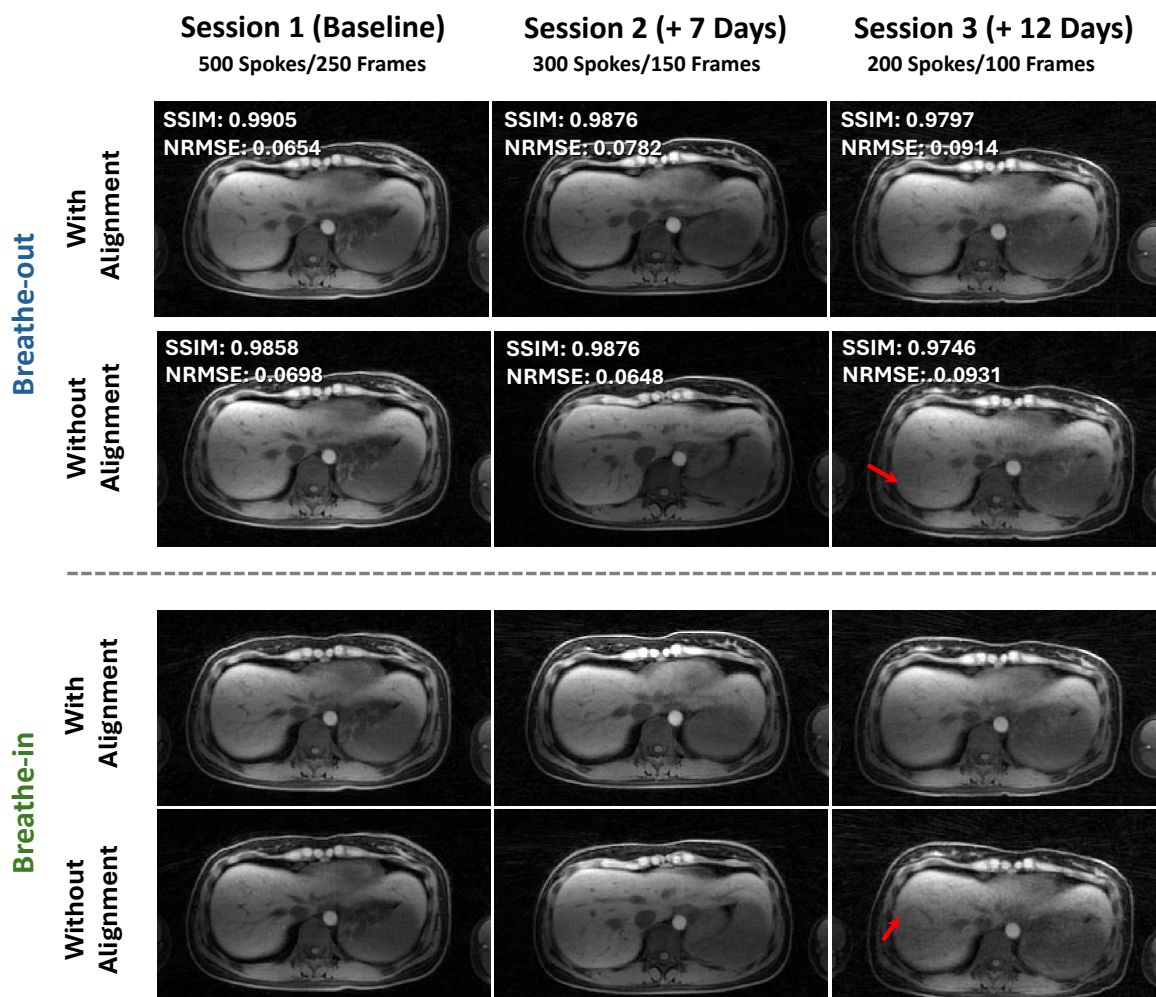 Session 1 (Baseline)
500 Spokes/250 Frames
Session 2 (+ 7 Days)
300 Spokes/150 Frames
Session 3 (+ 12 Days)
200 Spokes/100 Frames
Breathe-out
With
Alignment
SSIM: 0.9905
NRMSE: 0.0654
SSIM: 0.9876
NRMSE: 0.0782
SSIM: 0.9797
NRMSE: 0.0914
Without
Alignment
SSIM: 0.9858
NRMSE: 0.0698
SSIM: 0.9876
NRMSE: 0.0648
SSIM: 0.9746
NRMSE: 0.0931
Breathe-in
With
Alignment
Without
Alignment